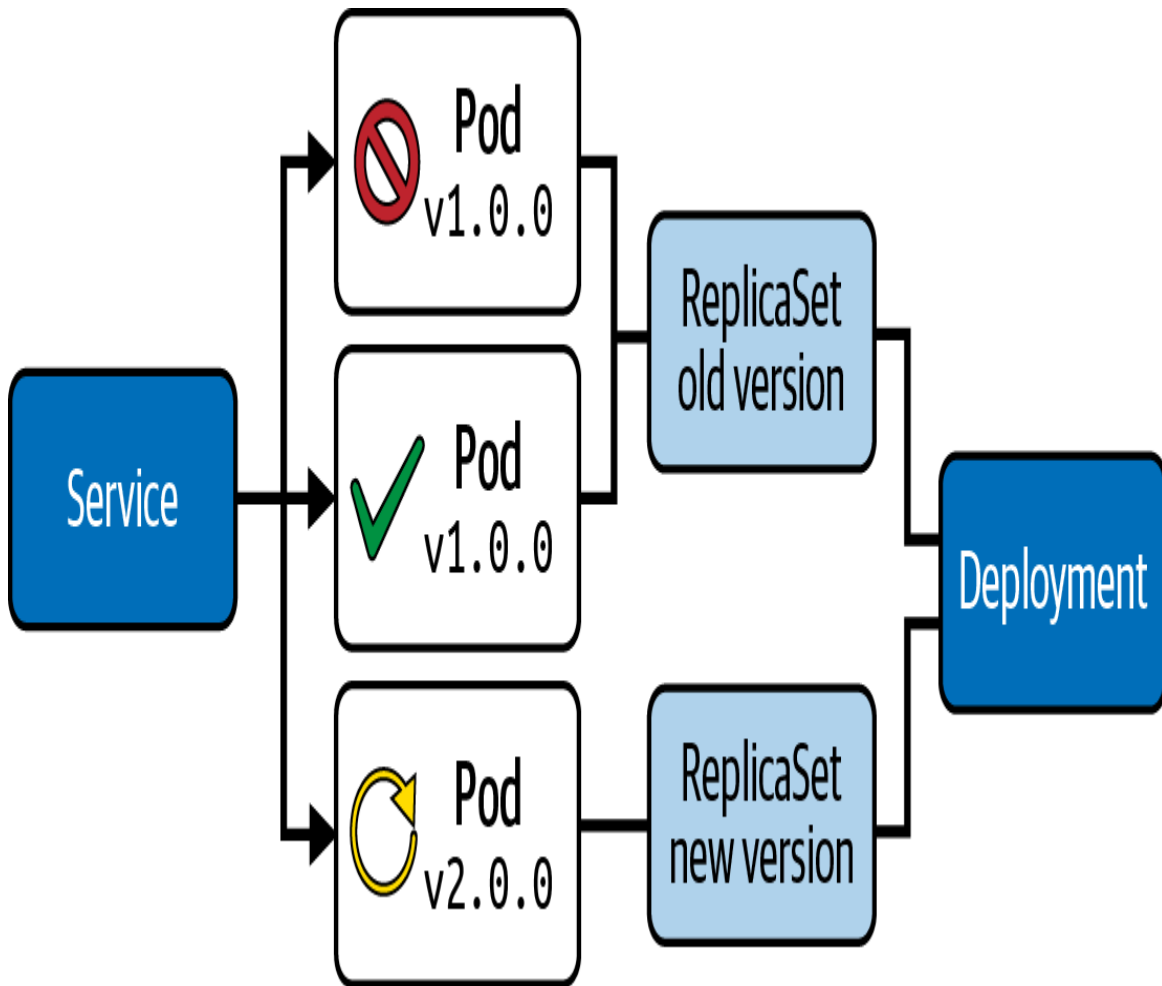 Service
Pod
v1.0.0
Pod
v1.0.0
Pod
v2.0.0
ReplicaSet
old version
ReplicaSet
new version
Deployment